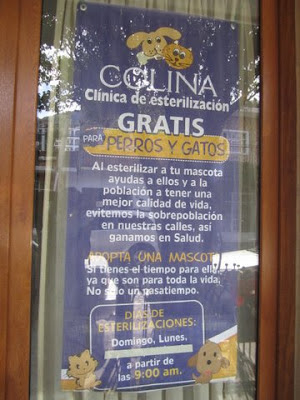 COLINA
Clínica de esterilización
GRATIS
PARA PERROS Y GATOS
Al esterilizar a tu mascota
ayudas a ellos y a la
población a tener una
mejor calidad de vida,
evitemos la sobrepoblación
en nuestras calles, así
ganamos en Salud.
ADOPTA UNA MASCOTA
Si tienes el tiempo para ello,
ya que son para toda la vida,
No solo un pasatiempo.
DIAS DE
ESTERILIZACIONES:
Domingo, Lunes.
a partir de
las 9:00 am.